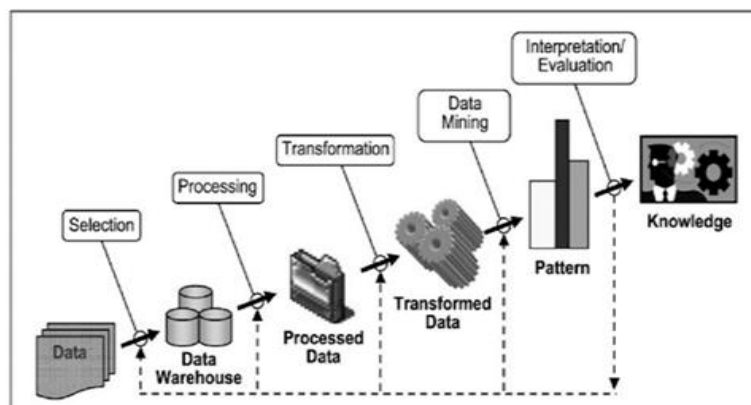 Interpretation/
Evaluation
Data
Mining
Transformation
Processing
Selection
Knowledge
Pattern
Transformed
Data
Processed
Data
Data
Warehouse
Data